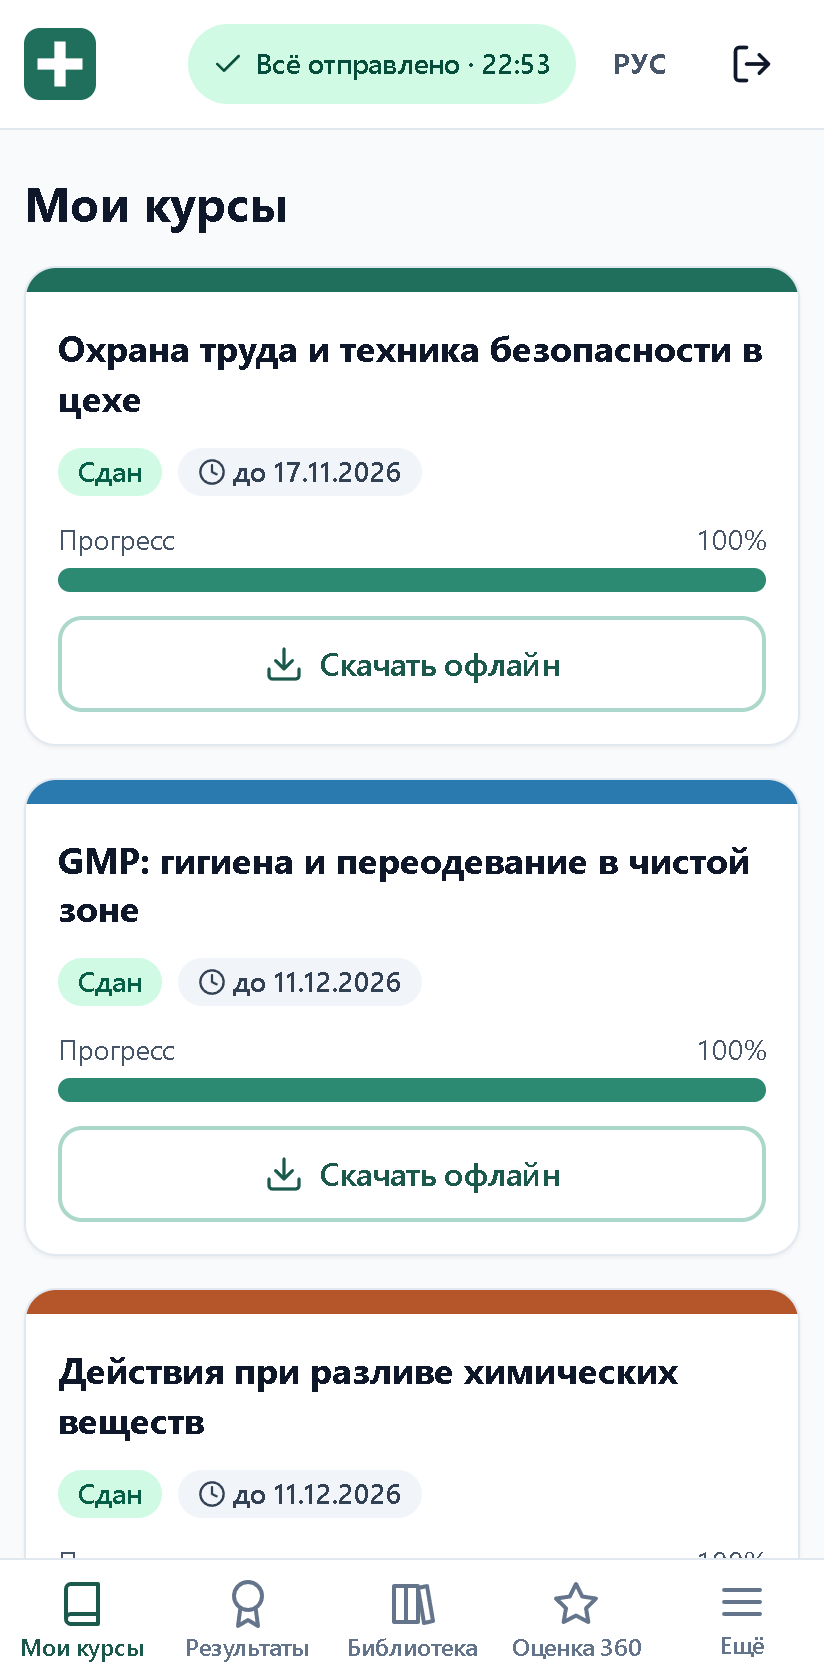 Всё отправлено · 22:53
РУС
Мои курсы
Охрана труда и техника безопасности в
цехе
Сдан
до 17.11.2026
Прогресс
100%
Скачать офлайн
GMP: гигиена и переодевание в чистой
зоне
Сдан
до 11.12.2026
Прогресс
100%
Скачать офлайн
Действия при разливе химических
веществ
Сдан
до 11.12.2026
Мои курсы
Результаты
Библиотека
Оценка 360
Ещё